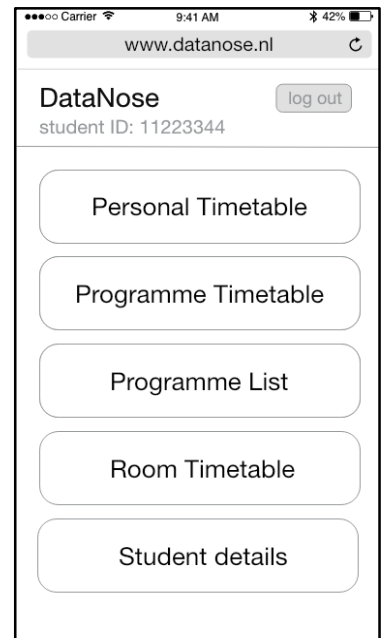 Carrier 9:41 AM 42%
www.datanose.nl
DataNose log out
student ID: 11223344
Personal Timetable
Programme Timetable
Programme List
Room Timetable
Student details